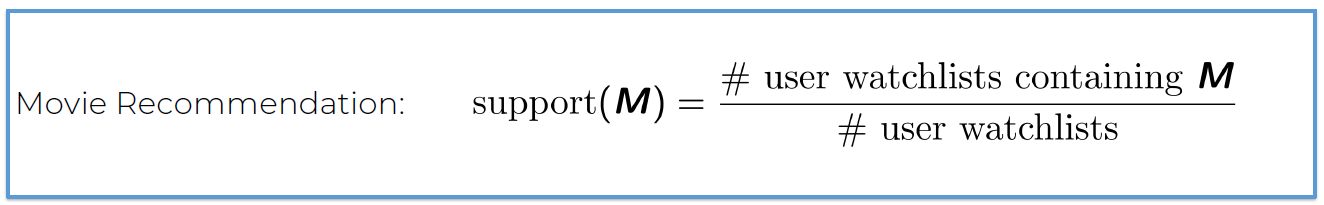 Movie Recommendation: support(M) = # user watchlists containing M / # user watchlists